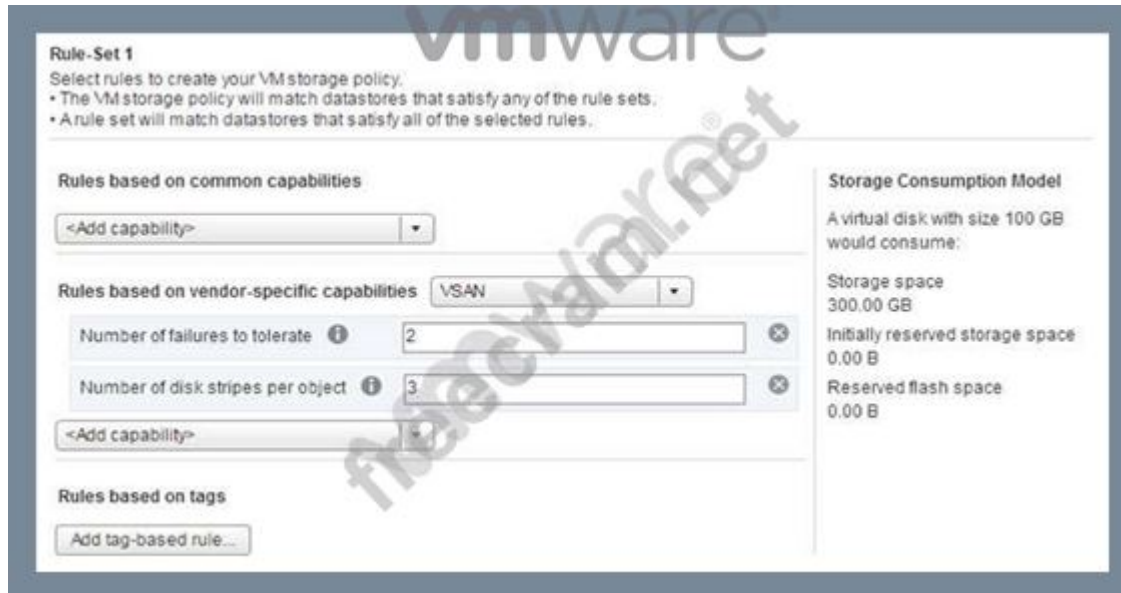 vmware®
Rule-Set 1
Select rules to create your VM storage policy.
• The VM storage policy will match datastores that satisfy any of the rule sets.
• A rule set will match datastores that satisfy all of the selected rules.
Rules based on common capabilities
<Add capability>
Rules based on vendor-specific capabilities VSAN
Number of failures to tolerate 2
Number of disk stripes per object 3
<Add capability>
Rules based on tags
Add tag-based rule...
Storage Consumption Model
A virtual disk with size 100 GB
would consume:
Storage space
300.00 GB
Initially reserved storage space
0.00 B
Reserved flash space
0.00 B